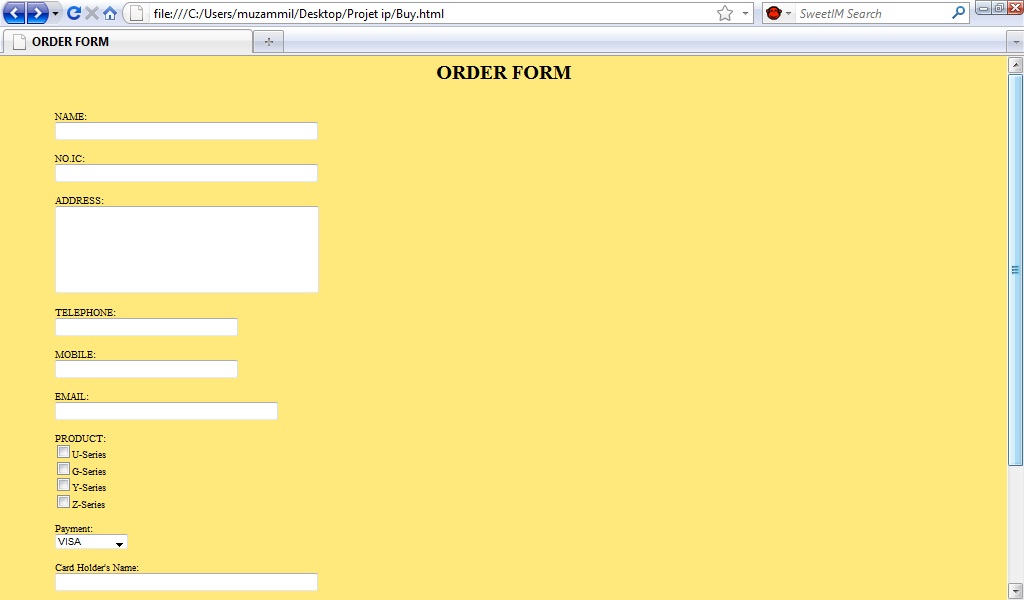 file:///C:/Users/muzammil/Desktop/Projet ip/Buy.html
SweetIM Search
ORDER FORM
ORDER FORM
NAME:
NO.IC:
ADDRESS:
TELEPHONE:
MOBILE:
EMAIL:
PRODUCT:
U-Series
G-Series
Y-Series
Z-Series
Payment:
VISA
Card Holder's Name: